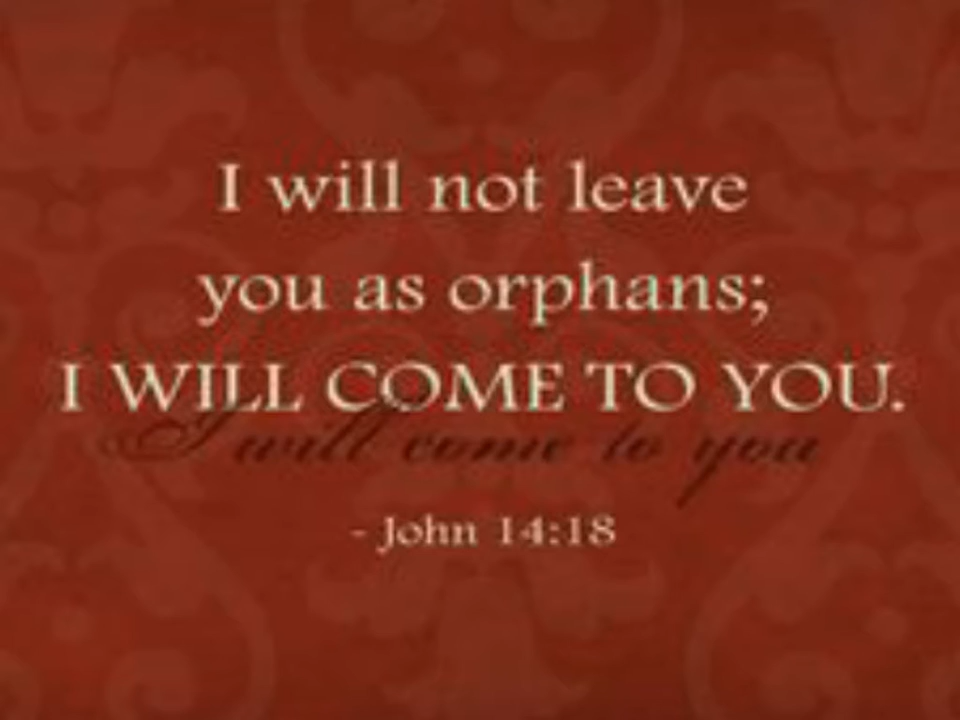 I will not leave
you as orphans;
I WILL COME TO YOU.
I will come to you
- John 14:18